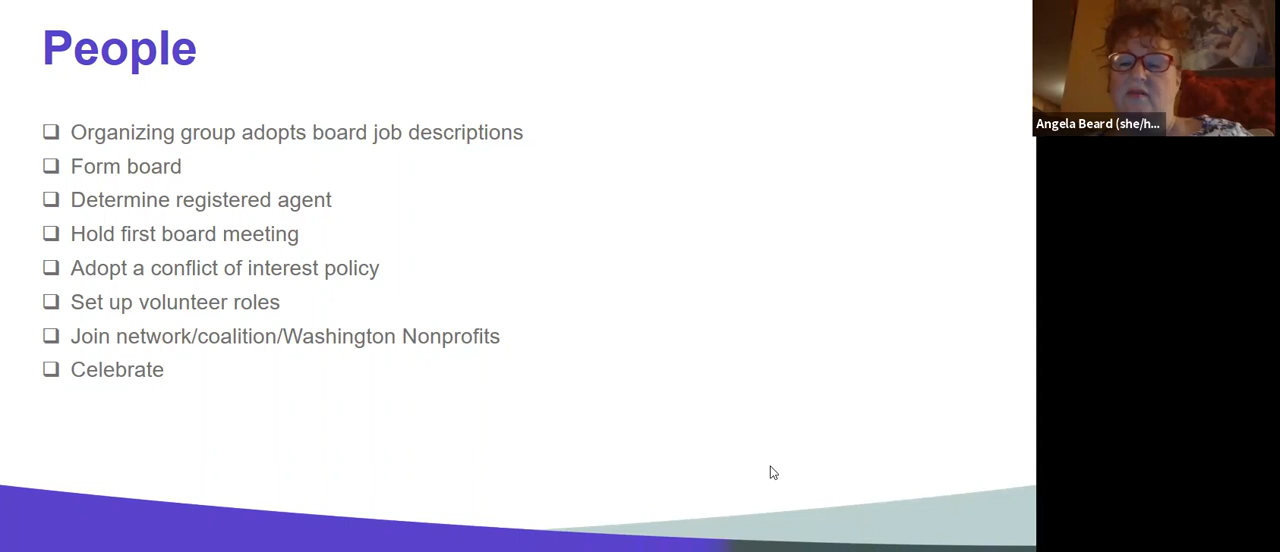 People
Organizing group adopts board job descriptions
Form board
Determine registered agent
Hold first board meeting
Adopt a conflict of interest policy
Set up volunteer roles
Join network/coalition/Washington Nonprofits
Celebrate
Angela Beard (she/h...